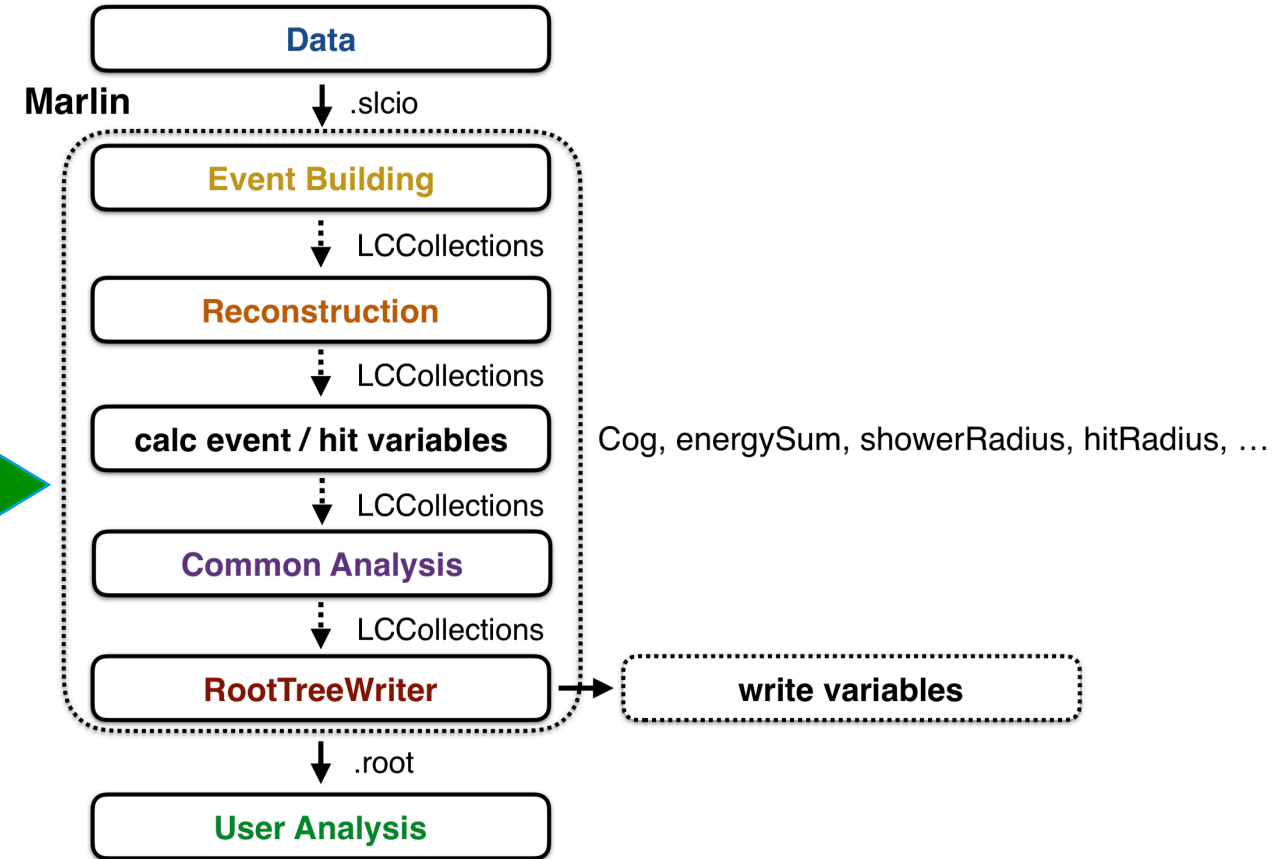 Data
Marlin
.slcio
Event Building
LCCollections
Reconstruction
LCCollections
calc event / hit variables
Cog, energySum, showerRadius, hitRadius, …
LCCollections
Common Analysis
LCCollections
RootTreeWriter
write variables
.root
User Analysis